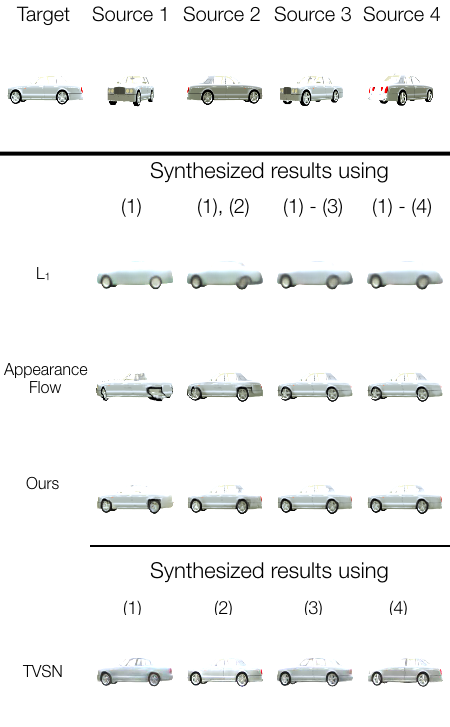 Target Source 1 Source 2 Source 3 Source 4
Synthesized results using
(1) (1), (2) (1) - (3) (1) - (4)
L₁
Appearance
Flow
Ours
Synthesized results using
(1) (2) (3) (4)
TVSN